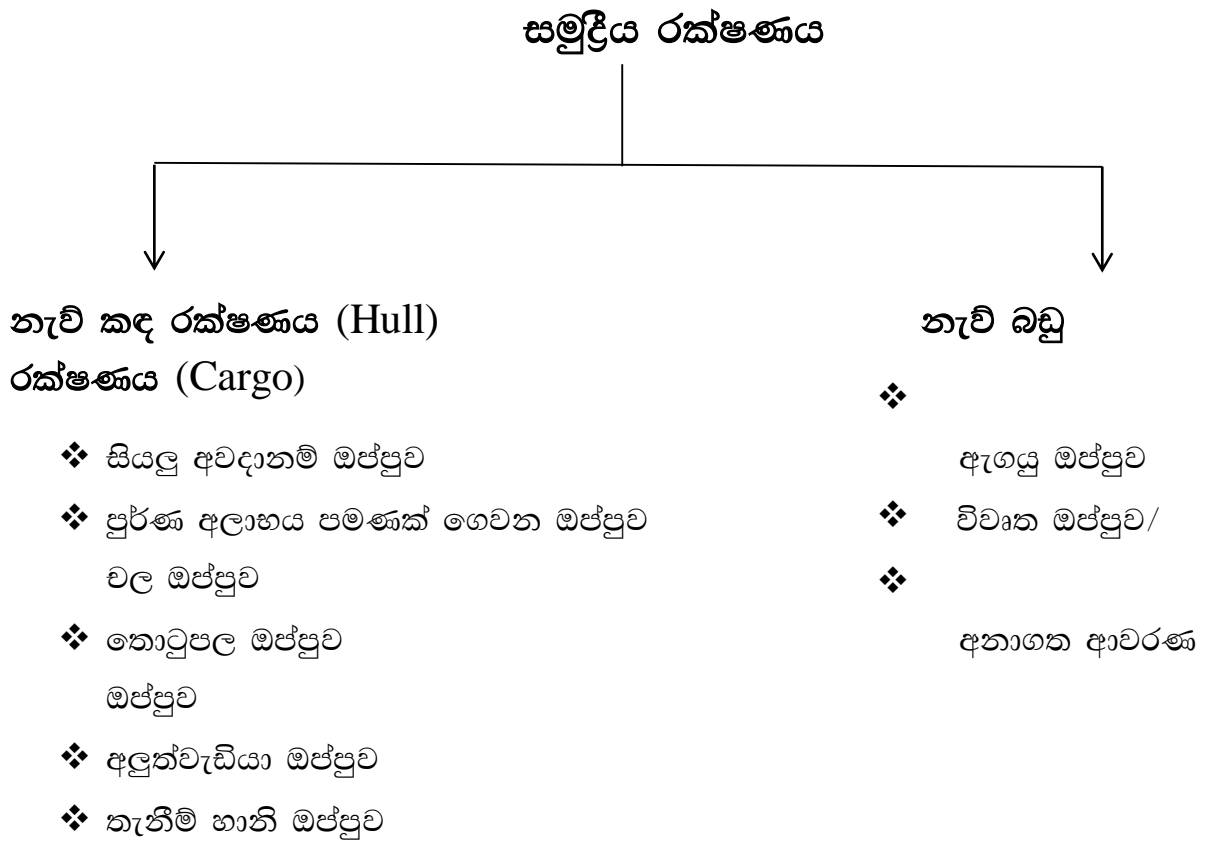 සමුද්‍රීය රක්ෂණය
නැව් කඳ රක්ෂණය (Hull)
රක්ෂණය (Cargo)
❖ සියලු අවදානම් ඔප්පුව
❖ පුර්ණ අලාභය පමණක් ගෙවන ඔප්පුව
චල ඔප්පුව
❖ තොටුපල ඔප්පුව
ඔප්පුව
❖ අලුත්වැඩියා ඔප්පුව
❖ තැනීම් හානි ඔප්පුව
නැව් බඩු
❖
ඇගයු ඔප්පුව
❖ විවෘත ඔප්පුව/
❖
අනාගත ආවරණ